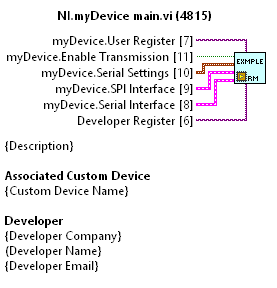 NI.myDevice main.vi (4815)
myDevice.User Register [7]
myDevice.Enable Transmission [11]
myDevice.Serial Settings [10]
myDevice.SPI Interface [9]
myDevice.Serial Interface [8]
Developer Register [6]
EXMPLE
RM
{Description}
Associated Custom Device
{Custom Device Name}
Developer
{Developer Company}
{Developer Name}
{Developer Email}